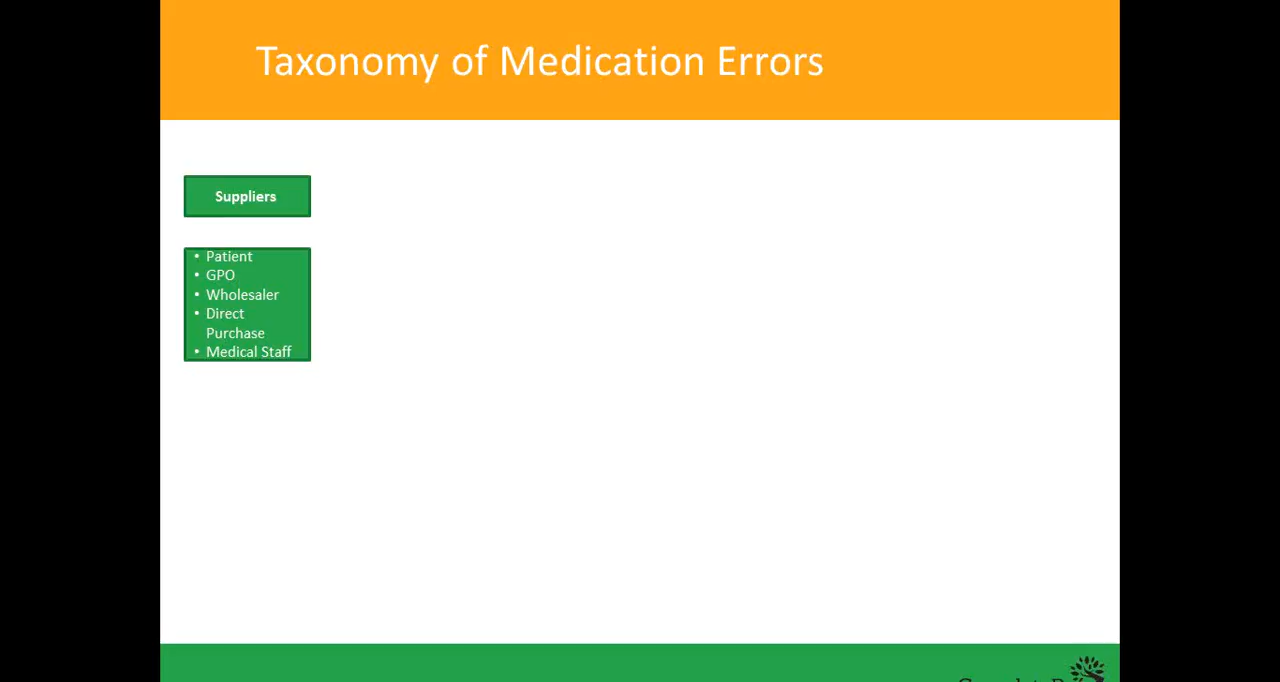 Taxonomy of Medication Errors
Suppliers
• Patient
• GPO
• Wholesaler
• Direct
Purchase
• Medical Staff